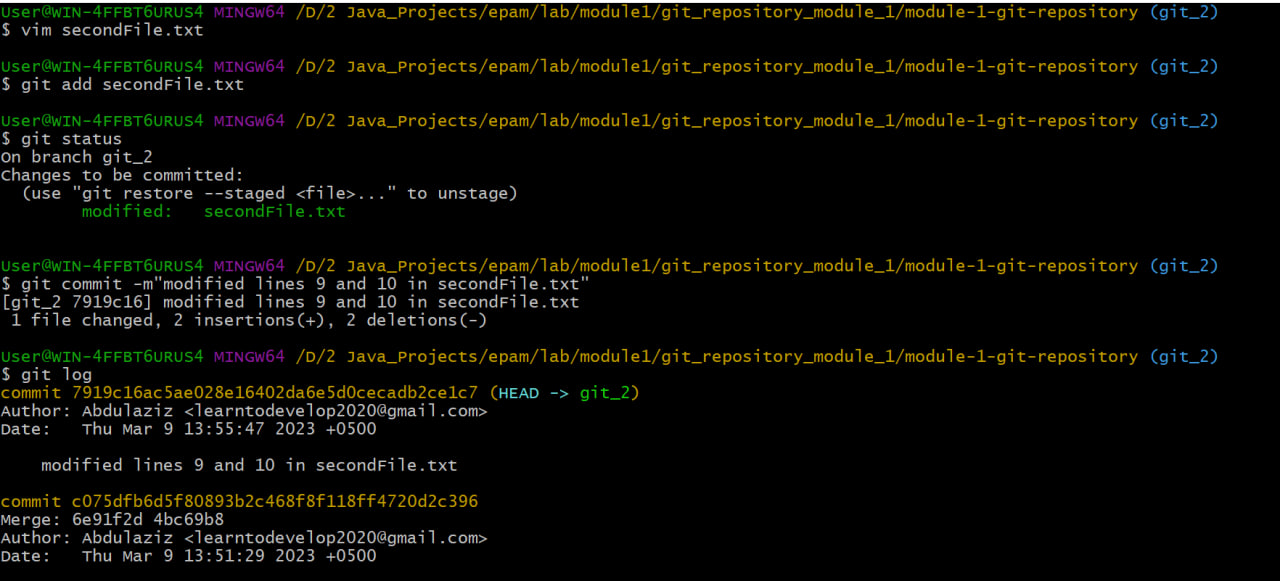 User@WIN-4FFBT6URUS4 MINGW64 /D/2 Java_Projects/epam/lab/module1/git_repository_module_1/module-1-git-repository (git_2)
$ vim secondFile.txt
User@WIN-4FFBT6URUS4 MINGW64 /D/2 Java_Projects/epam/lab/module1/git_repository_module_1/module-1-git-repository (git_2)
$ git add secondFile.txt
User@WIN-4FFBT6URUS4 MINGW64 /D/2 Java_Projects/epam/lab/module1/git_repository_module_1/module-1-git-repository (git_2)
$ git status
On branch git_2
Changes to be committed:
  (use "git restore --staged <file>..." to unstage)
        modified:   secondFile.txt
User@WIN-4FFBT6URUS4 MINGW64 /D/2 Java_Projects/epam/lab/module1/git_repository_module_1/module-1-git-repository (git_2)
$ git commit -m"modified lines 9 and 10 in secondFile.txt"
[git_2 7919c16] modified lines 9 and 10 in secondFile.txt
 1 file changed, 2 insertions(+), 2 deletions(-)
User@WIN-4FFBT6URUS4 MINGW64 /D/2 Java_Projects/epam/lab/module1/git_repository_module_1/module-1-git-repository (git_2)
$ git log
commit 7919c16ac5ae028e16402da6e5d0cecadb2ce1c7 (HEAD -> git_2)
Author: Abdulaziz <learntodevelop2020@gmail.com>
Date:   Thu Mar 9 13:55:47 2023 +0500
    modified lines 9 and 10 in secondFile.txt
commit c075dfb6d5f80893b2c468f8f118ff4720d2c396
Merge: 6e91f2d 4bc69b8
Author: Abdulaziz <learntodevelop2020@gmail.com>
Date:   Thu Mar 9 13:51:29 2023 +0500